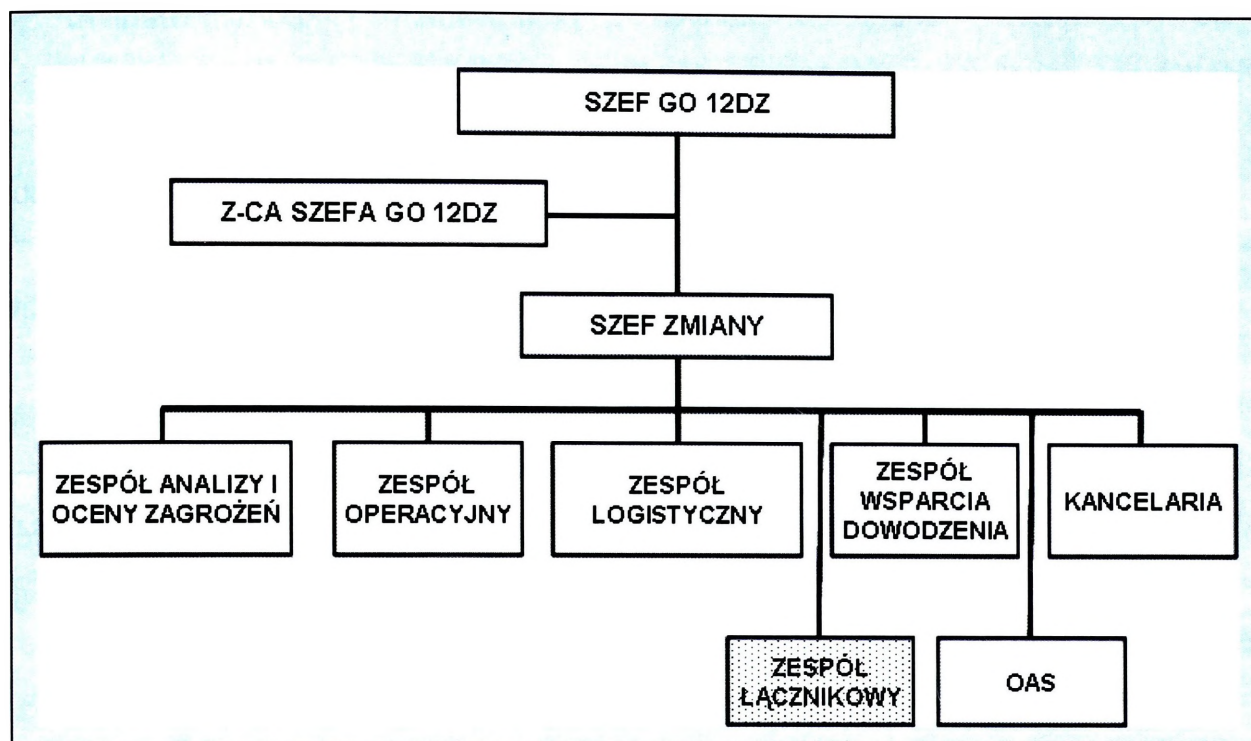 SZEF GO 12DZ
Z-CA SZEFA GO 12DZ
SZEF ZMIANY
ZESPÓŁ ANALIZY I
OCENY ZAGROŻEŃ
ZESPÓŁ
OPERACYJNY
ZESPÓŁ
LOGISTYCZNY
ZESPÓŁ
WSPARCIA
DOWODZENIA
KANCELARIA
ZESPÓŁ
ŁĄCZNIKOWY
OAS